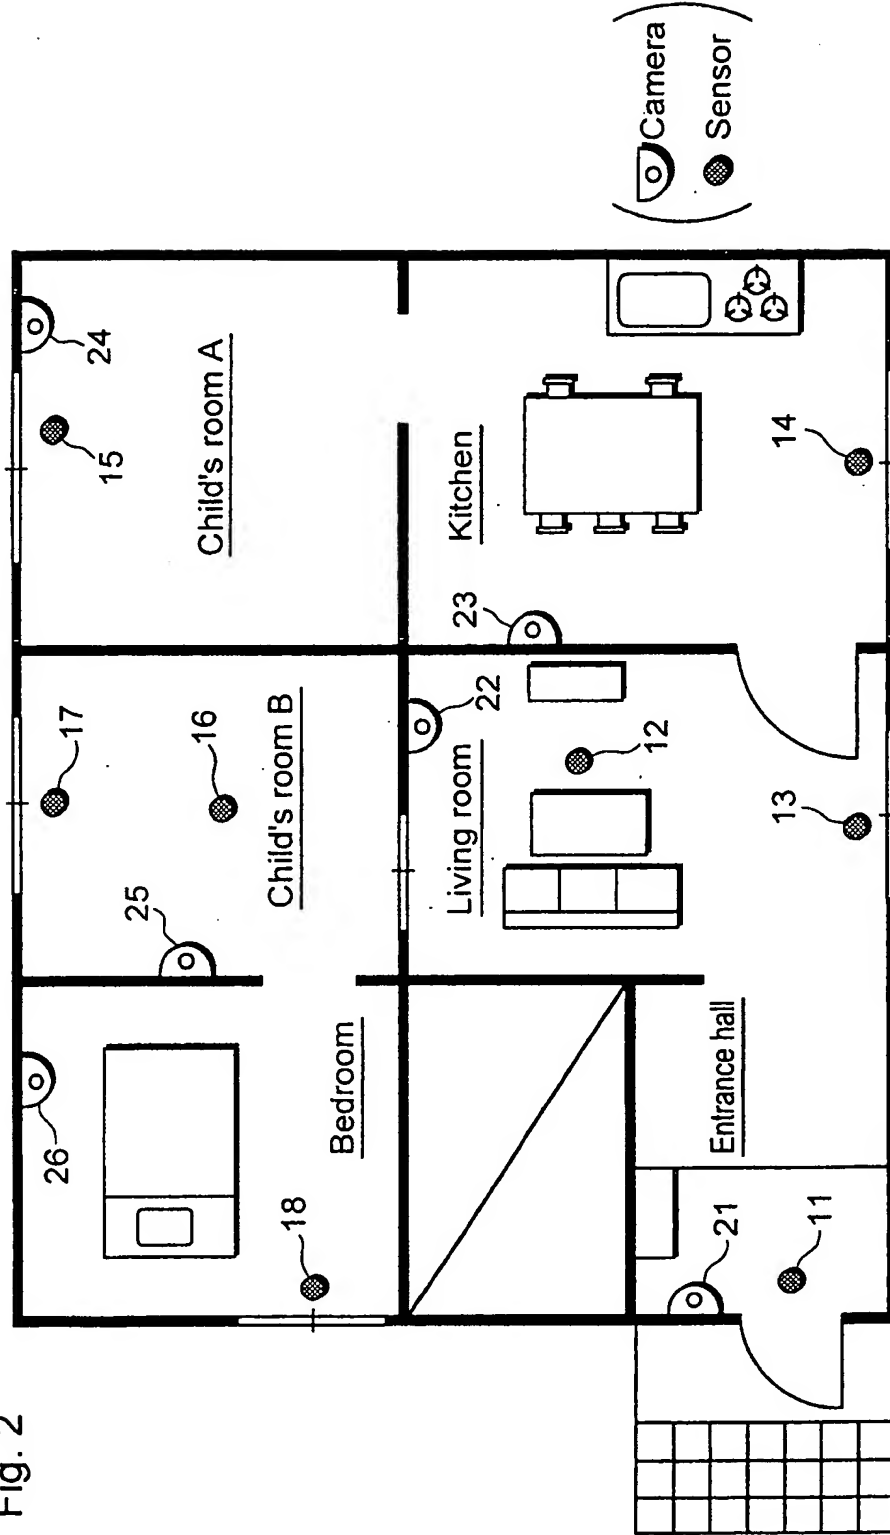 Fig. 2
26
17
24
15
25
16
Child's room A
Child's room B
18
Bedroom
Living room
Kitchen
23
22
12
Camera
Sensor
Entrance hall
21
13
14
11